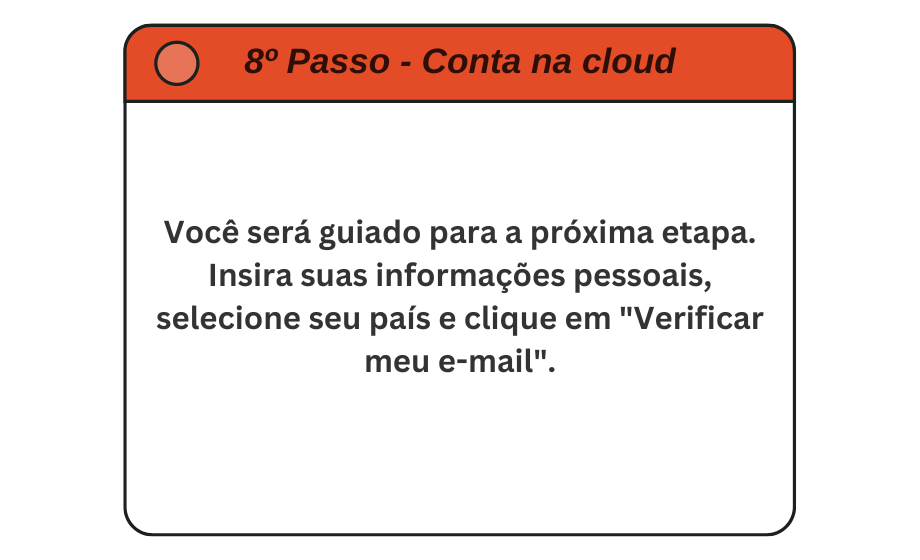 8º Passo - Conta na cloud
Você será guiado para a próxima etapa.
Insira suas informações pessoais,
selecione seu país e clique em "Verificar
meu e-mail".